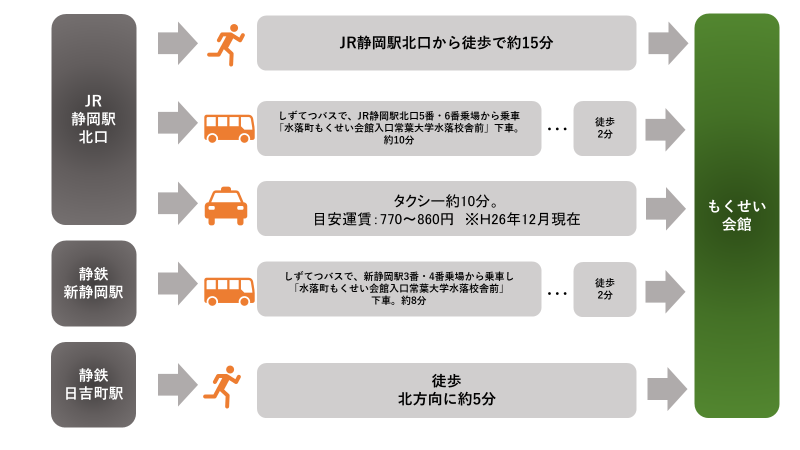 JR
静岡駅
北口
JR静岡駅北口から徒歩で約15分
しずてつバスで、JR静岡駅北口5番・6番乗場から乗車
「水落町もくせい会館入口常葉大学水落校舎前」下車。
約10分
…
徒歩
2分
タクシー約10分。
目安運賃：770～860円　※H26年12月現在
静鉄
新静岡駅
しずてつバスで、新静岡駅3番・4番乗場から乗車し
「水落町もくせい会館入口常葉大学水落校舎前」
下車。約8分
…
徒歩
2分
静鉄
日吉町駅
徒歩
北方向に約5分
もくせい
会館